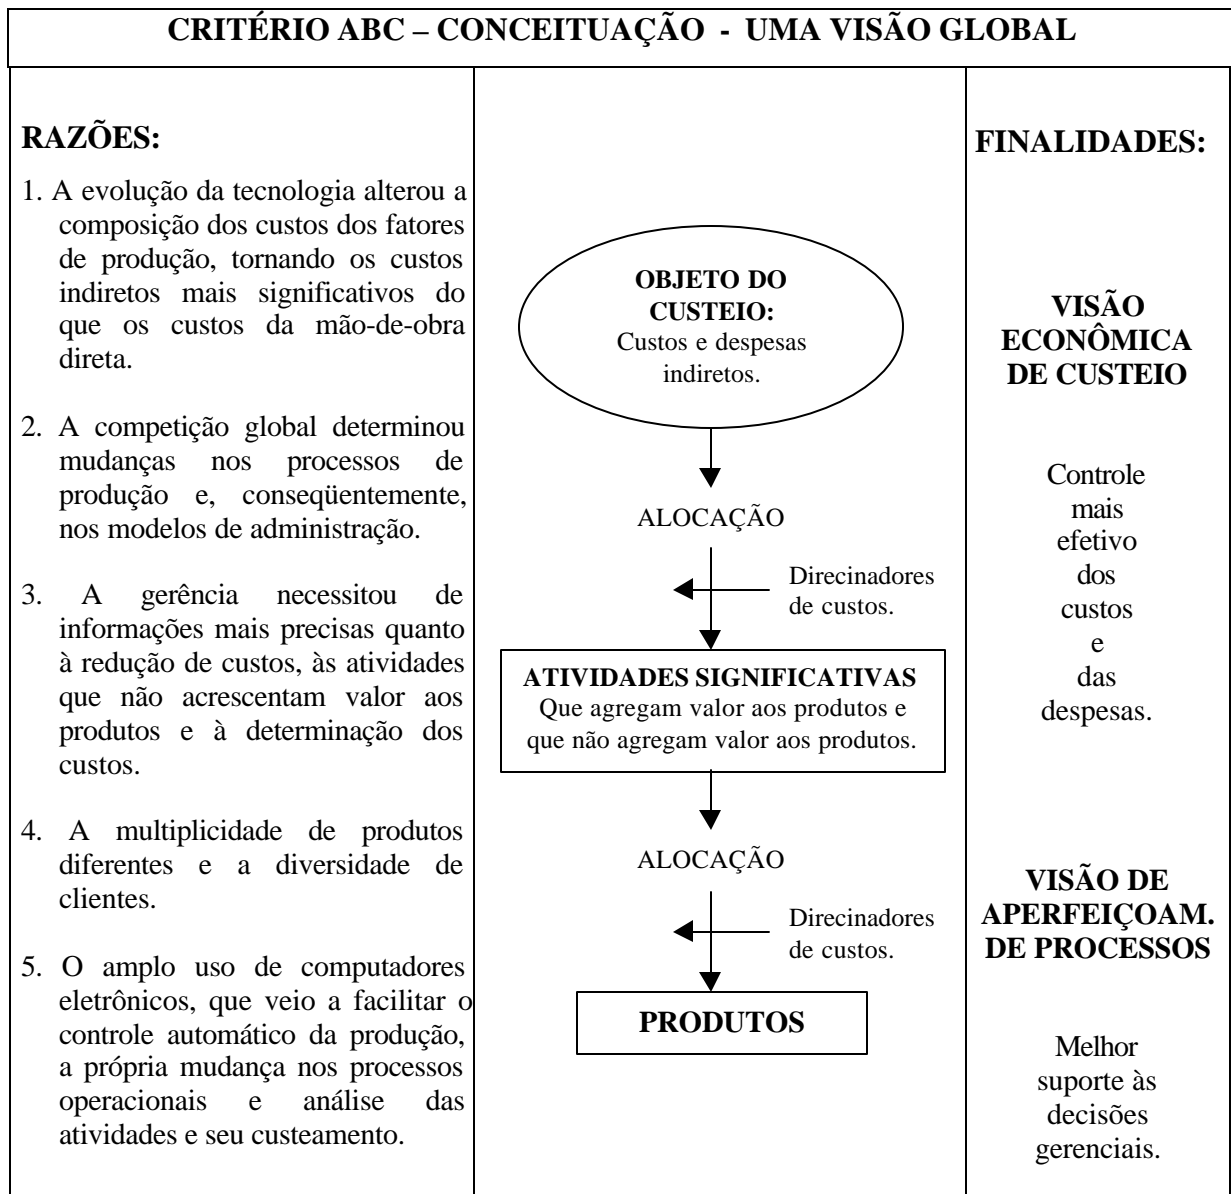 CRITÉRIO ABC – CONCEITUAÇÃO - UMA VISÃO GLOBAL
RAZÕES:
1. A evolução da tecnologia alterou a
composição dos custos dos fatores
de produção, tornando os custos
indiretos mais significativos do
que os custos da mão-de-obra
direta.
2. A competição global determinou
mudanças nos processos de
produção e, conseqüentemente,
nos modelos de administração.
3. A gerência necessitou de
informações mais precisas quanto
à redução de custos, às atividades
que não acrescentam valor aos
produtos e à determinação dos
custos.
4. A multiplicidade de produtos
diferentes e a diversidade de
clientes.
5. O amplo uso de computadores
eletrônicos, que veio a facilitar o
controle automático da produção,
a própria mudança nos processos
operacionais e análise das
atividades e seu custeamento.
OBJETO DO
CUSTEIO:
Custos e despesas
indiretos.
ALOCAÇÃO
Direcinadores
de custos.
ATIVIDADES SIGNIFICATIVAS
Que agregam valor aos produtos e
que não agregam valor aos produtos.
ALOCAÇÃO
Direcinadores
de custos.
PRODUTOS
FINALIDADES:
VISÃO
ECONÔMICA
DE CUSTEIO
Controle
mais
efetivo
dos
custos
e
das
despesas.
VISÃO DE
APERFEIÇOAM.
DE PROCESSOS
Melhor
suporte às
decisões
gerenciais.